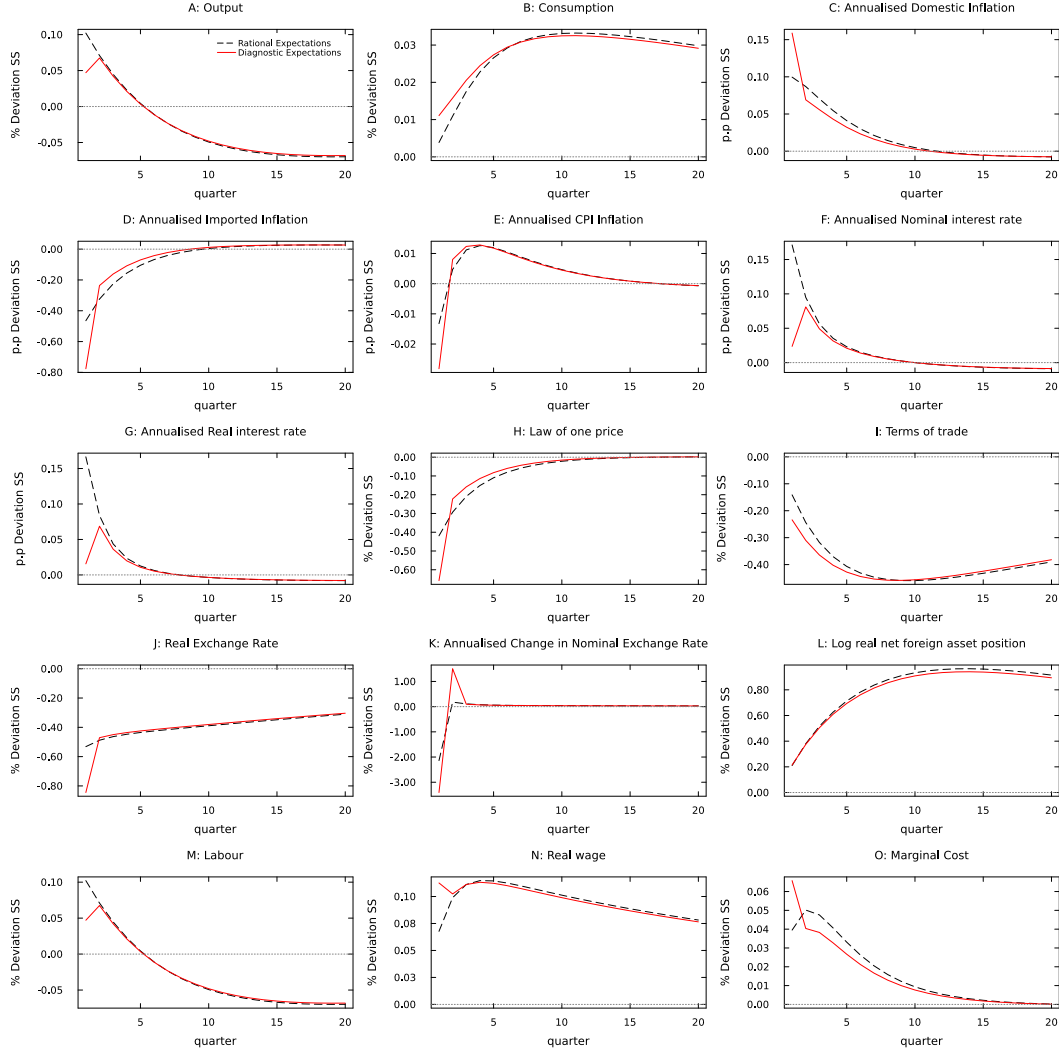 A: Output
% Deviation SS
0.10
0.05
0.00
-0.05
Rational Expectations
Diagnostic Expectations
5
10
15
20
quarter
B: Consumption
% Deviation SS
0.03
0.02
0.01
0.00
5
10
15
20
quarter
C: Annualised Domestic Inflation
p.p Deviation SS
0.15
0.10
0.05
0.00
5
10
15
20
quarter
D: Annualised Imported Inflation
p.p Deviation SS
0.00
-0.20
-0.40
-0.60
-0.80
5
10
15
20
quarter
E: Annualised CPI Inflation
p.p Deviation SS
0.01
0.00
-0.01
-0.02
5
10
15
20
quarter
F: Annualised Nominal interest rate
p.p Deviation SS
0.15
0.10
0.05
0.00
5
10
15
20
quarter
G: Annualised Real interest rate
p.p Deviation SS
0.15
0.10
0.05
0.00
5
10
15
20
quarter
H: Law of one price
% Deviation SS
0.00
-0.10
-0.20
-0.30
-0.40
-0.50
-0.60
5
10
15
20
quarter
I: Terms of trade
% Deviation SS
0.00
-0.10
-0.20
-0.30
-0.40
5
10
15
20
quarter
J: Real Exchange Rate
% Deviation SS
0.00
-0.20
-0.40
-0.60
-0.80
5
10
15
20
quarter
K: Annualised Change in Nominal Exchange Rate
% Deviation SS
1.00
0.00
-1.00
-2.00
-3.00
5
10
15
20
quarter
L: Log real net foreign asset position
% Deviation SS
0.80
0.60
0.40
0.20
0.00
5
10
15
20
quarter
M: Labour
% Deviation SS
0.10
0.05
0.00
-0.05
5
10
15
20
quarter
N: Real wage
% Deviation SS
0.10
0.08
0.05
0.03
0.00
5
10
15
20
quarter
O: Marginal Cost
% Deviation SS
0.06
0.05
0.04
0.03
0.02
0.01
0.00
5
10
15
20
quarter